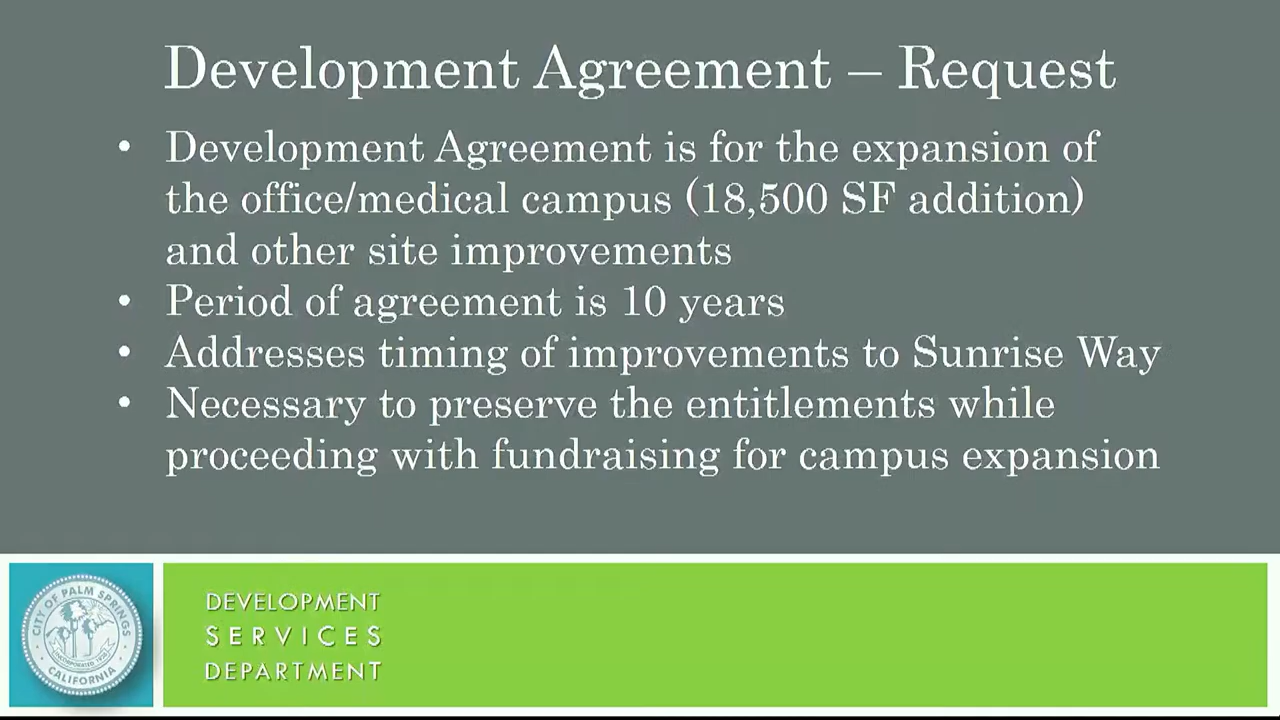 Development Agreement – Request
• Development Agreement is for the expansion of
the office/medical campus (18,500 SF addition)
and other site improvements
• Period of agreement is 10 years
• Addresses timing of improvements to Sunrise Way
• Necessary to preserve the entitlements while
proceeding with fundraising for campus expansion
CITY OF PALM SPRINGS
CALIFORNIA
DEVELOPMENT
SERVICES
DEPARTMENT